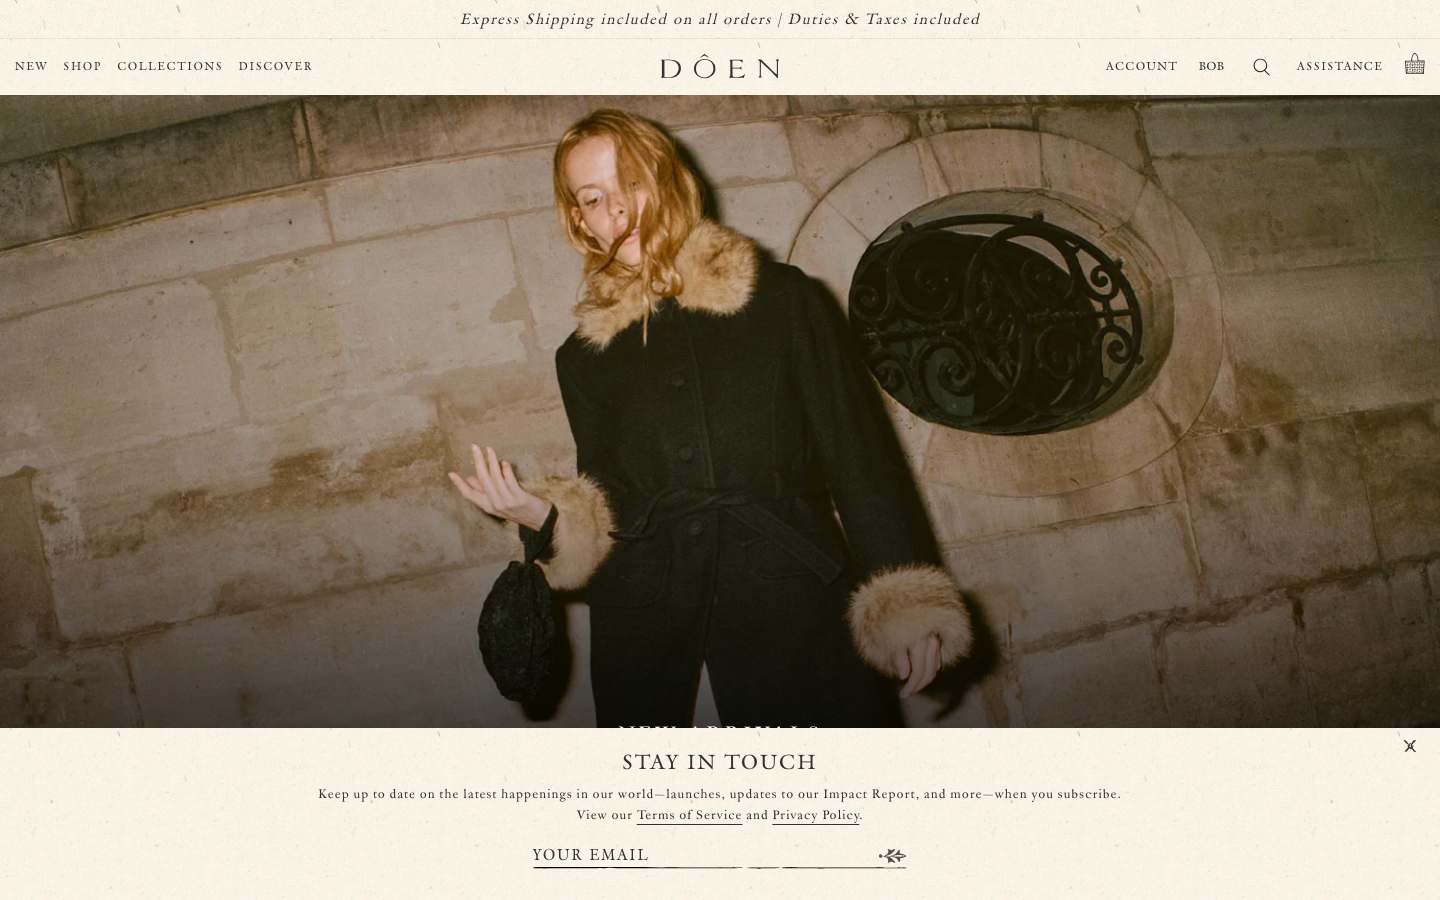 Express Shipping included on all orders | Duties & Taxes included
NEW SHOP COLLECTIONS DISCOVER
DÔEN
ACCOUNT BOB ASSISTANCE
NEW ARRIVALS
STAY IN TOUCH
Keep up to date on the latest happenings in our world—launches, updates to our Impact Report, and more—when you subscribe.
View our Terms of Service and Privacy Policy.
YOUR EMAIL